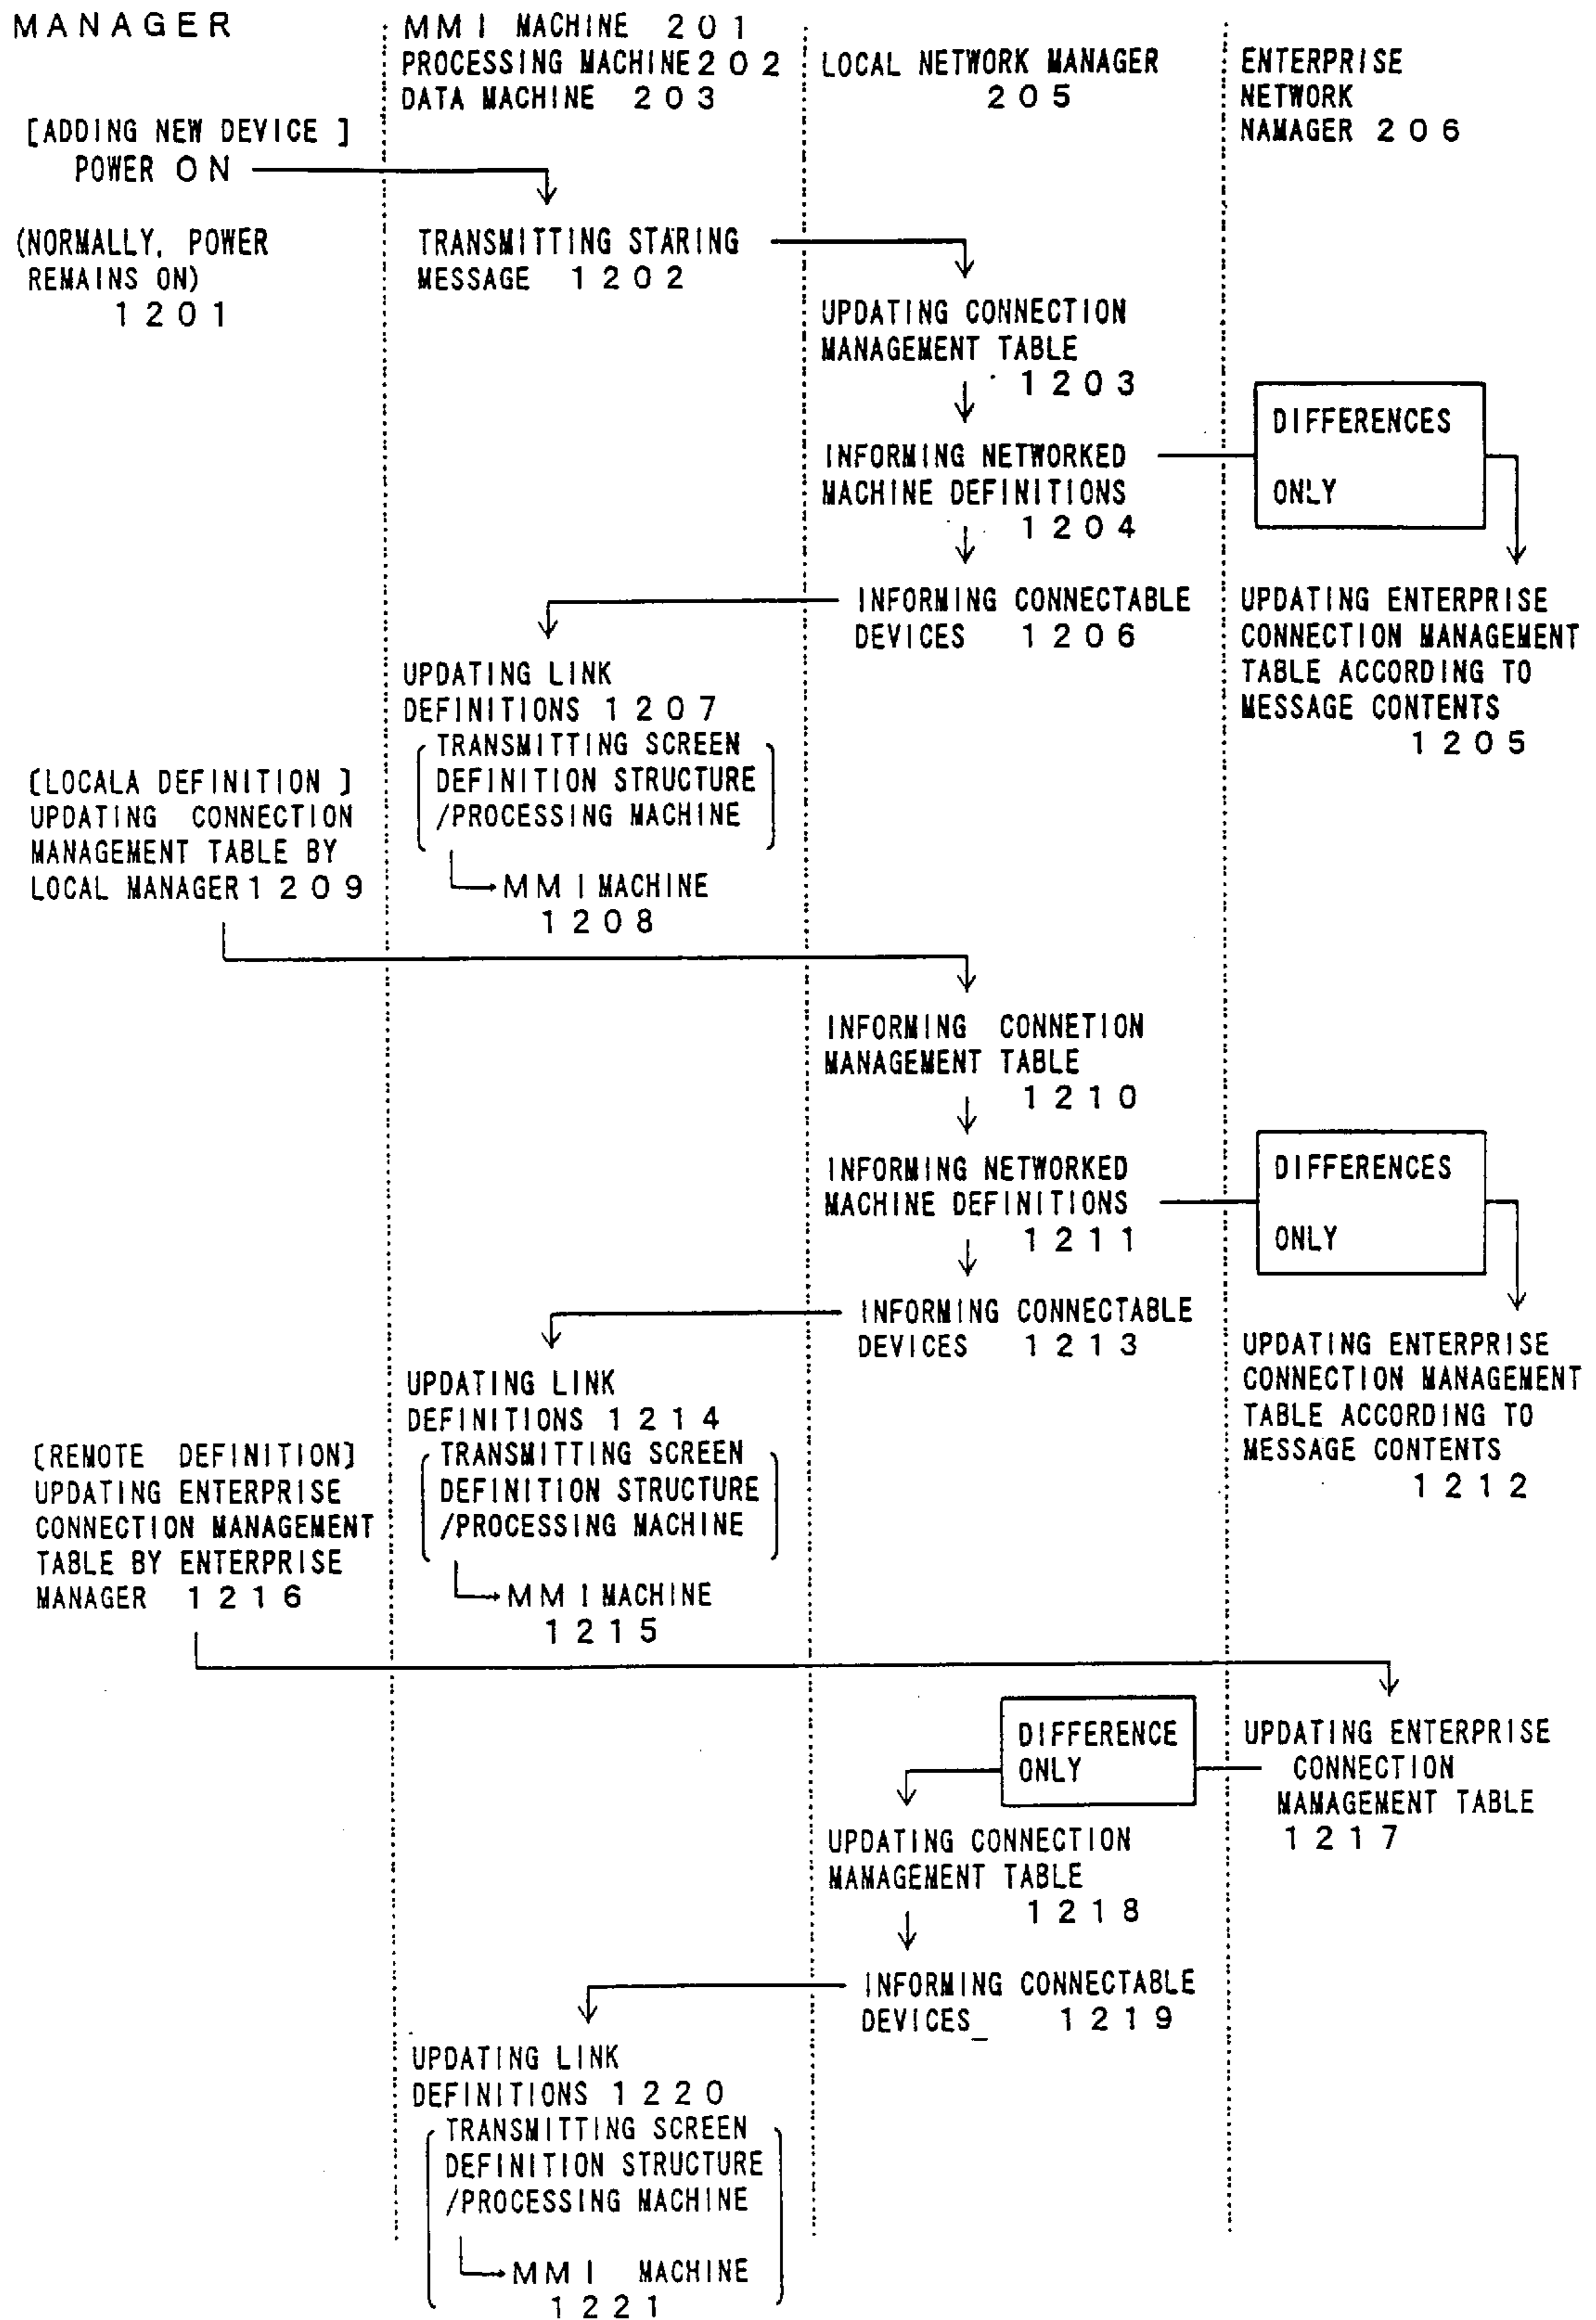 MANAGER
MMI MACHINE 201
PROCESSING MACHINE 202
DATA MACHINE 203
LOCAL NETWORK MANAGER
205
ENTERPRISE
NETWORK
NAMAGER 206
[ADDING NEW DEVICE ]
POWER ON
(NORMALLY, POWER
REMAINS ON)
1201
TRANSMITTING STARING
MESSAGE 1202
UPDATING CONNECTION
MANAGEMENT TABLE
1203
INFORMING NETWORKED
MACHINE DEFINITIONS
1204
DIFFERENCES
ONLY
INFORMING CONNECTABLE
DEVICES 1206
UPDATING ENTERPRISE
CONNECTION MANAGEMENT
TABLE ACCORDING TO
MESSAGE CONTENTS
1205
UPDATING LINK
DEFINITIONS 1207
TRANSMITTING SCREEN
DEFINITION STRUCTURE
/PROCESSING MACHINE
MMI MACHINE
1208
[LOCALA DEFINITION ]
UPDATING CONNECTION
MANAGEMENT TABLE BY
LOCAL MANAGER 1209
INFORMING CONNETION
MANAGEMENT TABLE
1210
INFORMING NETWORKED
MACHINE DEFINITIONS
1211
DIFFERENCES
ONLY
INFORMING CONNECTABLE
DEVICES 1213
UPDATING ENTERPRISE
CONNECTION MANAGEMENT
TABLE ACCORDING TO
MESSAGE CONTENTS
1212
UPDATING LINK
DEFINITIONS 1214
TRANSMITTING SCREEN
DEFINITION STRUCTURE
/PROCESSING MACHINE
MMI MACHINE
1215
[REMOTE DEFINITION]
UPDATING ENTERPRISE
CONNECTION MANAGEMENT
TABLE BY ENTERPRISE
MANAGER 1216
DIFFERENCE
ONLY
UPDATING ENTERPRISE
CONNECTION
MANAGEMENT TABLE
1217
UPDATING CONNECTION
MANAGEMENT TABLE
1218
INFORMING CONNECTABLE
DEVICES_ 1219
UPDATING LINK
DEFINITIONS 1220
TRANSMITTING SCREEN
DEFINITION STRUCTURE
/PROCESSING MACHINE
MMI MACHINE
1221